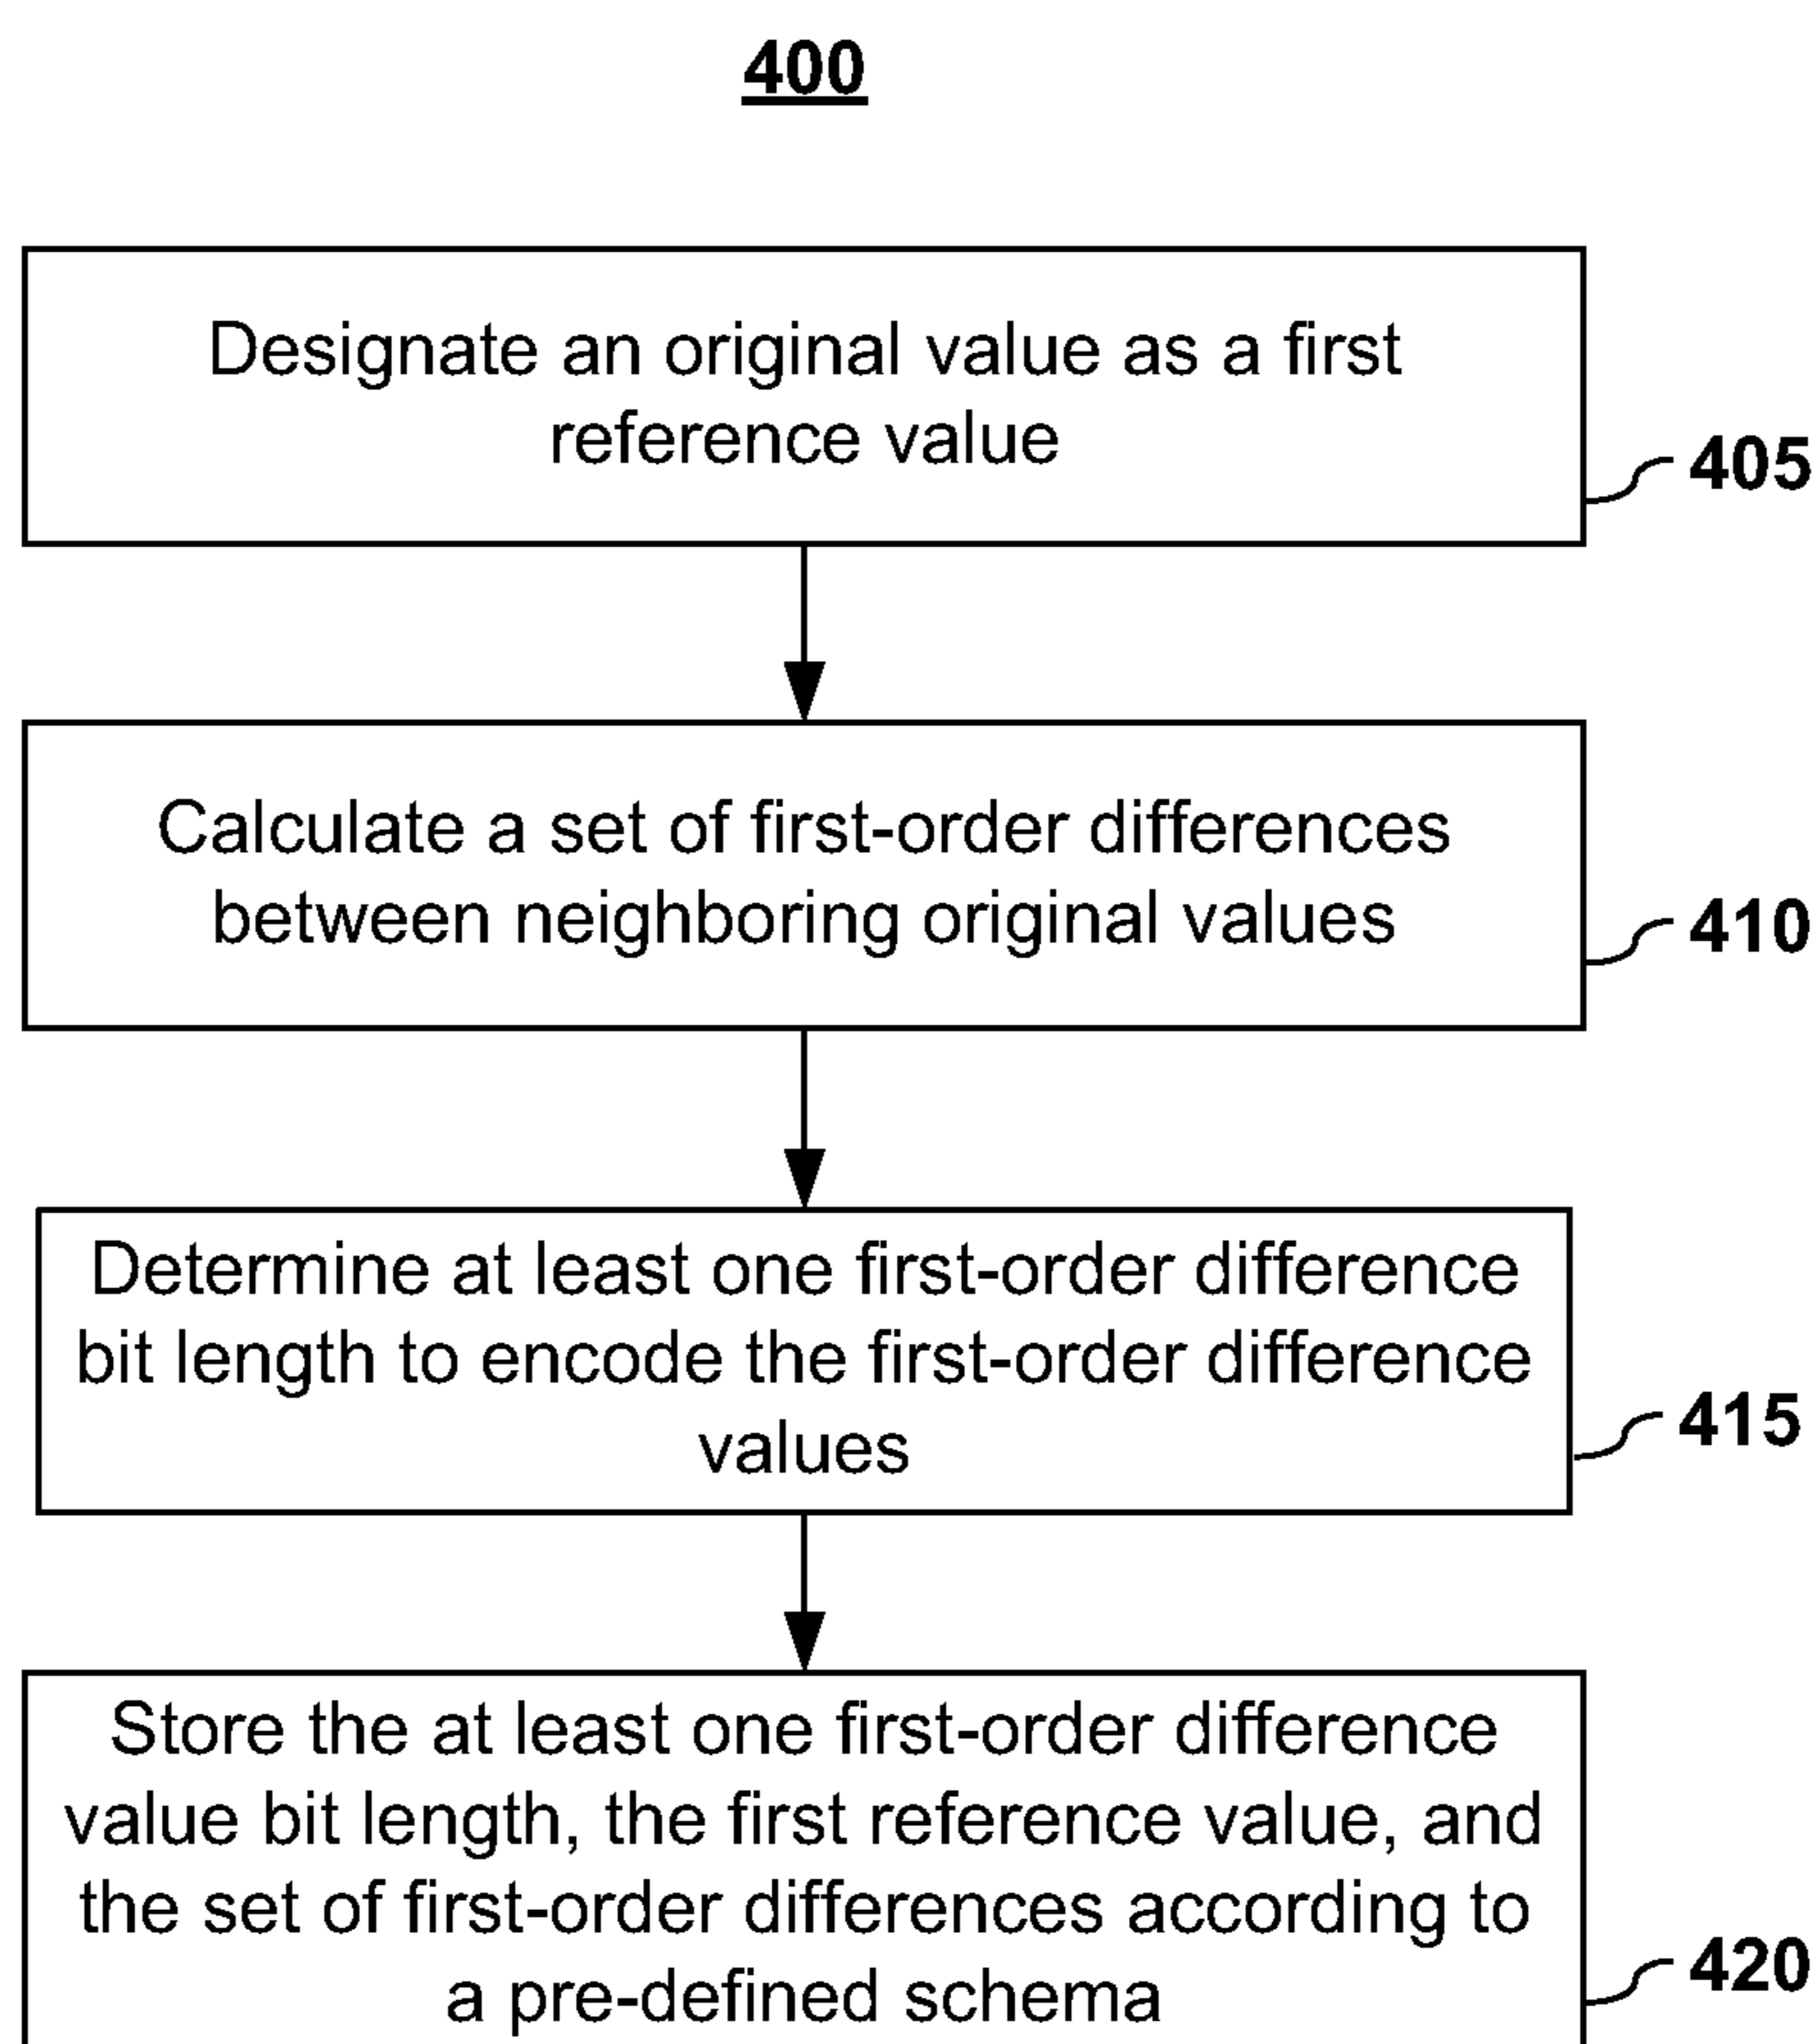 400
Designate an original value as a first
reference value
405
Calculate a set of first-order differences
between neighboring original values
410
Determine at least one first-order difference
bit length to encode the first-order difference
values
415
Store the at least one first-order difference
value bit length, the first reference value, and
the set of first-order differences according to
a pre-defined schema
420